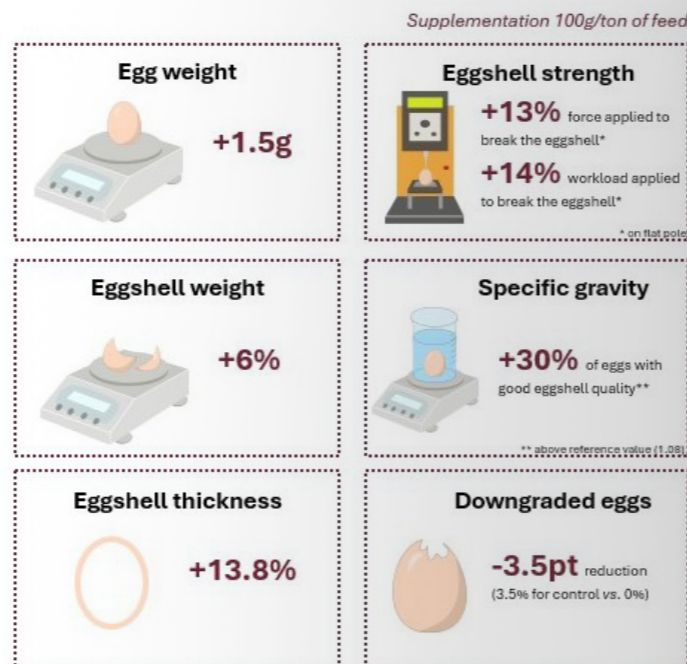 Supplementation 100g/ton of feed
Egg weight
+1.5g
Eggshell strength
+13% force applied to
break the eggshell*
+14% workload applied
to break the eggshell*
* on flat pole
Eggshell weight
+6%
Specific gravity
+30% of eggs with
good eggshell quality**
** above reference value (1.08)
Eggshell thickness
+13.8%
Downgraded eggs
-3.5pt reduction
(3.5% for control vs. 0%)